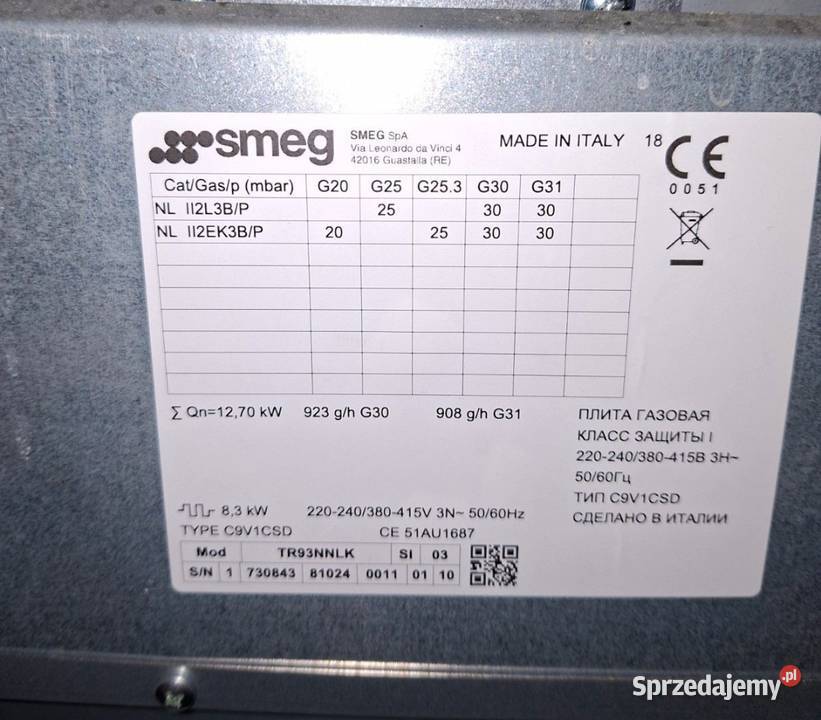 smeg
SMEG SpA
Via Leonardo da Vinci 4
42016 Guastalla (RE)
MADE IN ITALY 18 CE
0051
Cat/Gas/p (mbar) G20 G25 G25.3 G30 G31
NL II2L3B/P 25 30 30
NL II2EK3B/P 20 25 30 30
∑ Qn=12,70 kW 923 g/h G30 908 g/h G31
ПЛИТА ГАЗОВАЯ
КЛАСС ЗАЩИТЫ I
220-240/380-415В 3Н~
50/60Гц
ТИП C9V1CSD
СДЕЛАНО В ИТАЛИИ
8,3 kW 220-240/380-415V 3N~ 50/60Hz
TYPE C9V1CSD CE 51AU1687
Mod TR93NNLK SI 03
S/N 1 730843 81024 0011 01 10
Sprzedajemy.pl